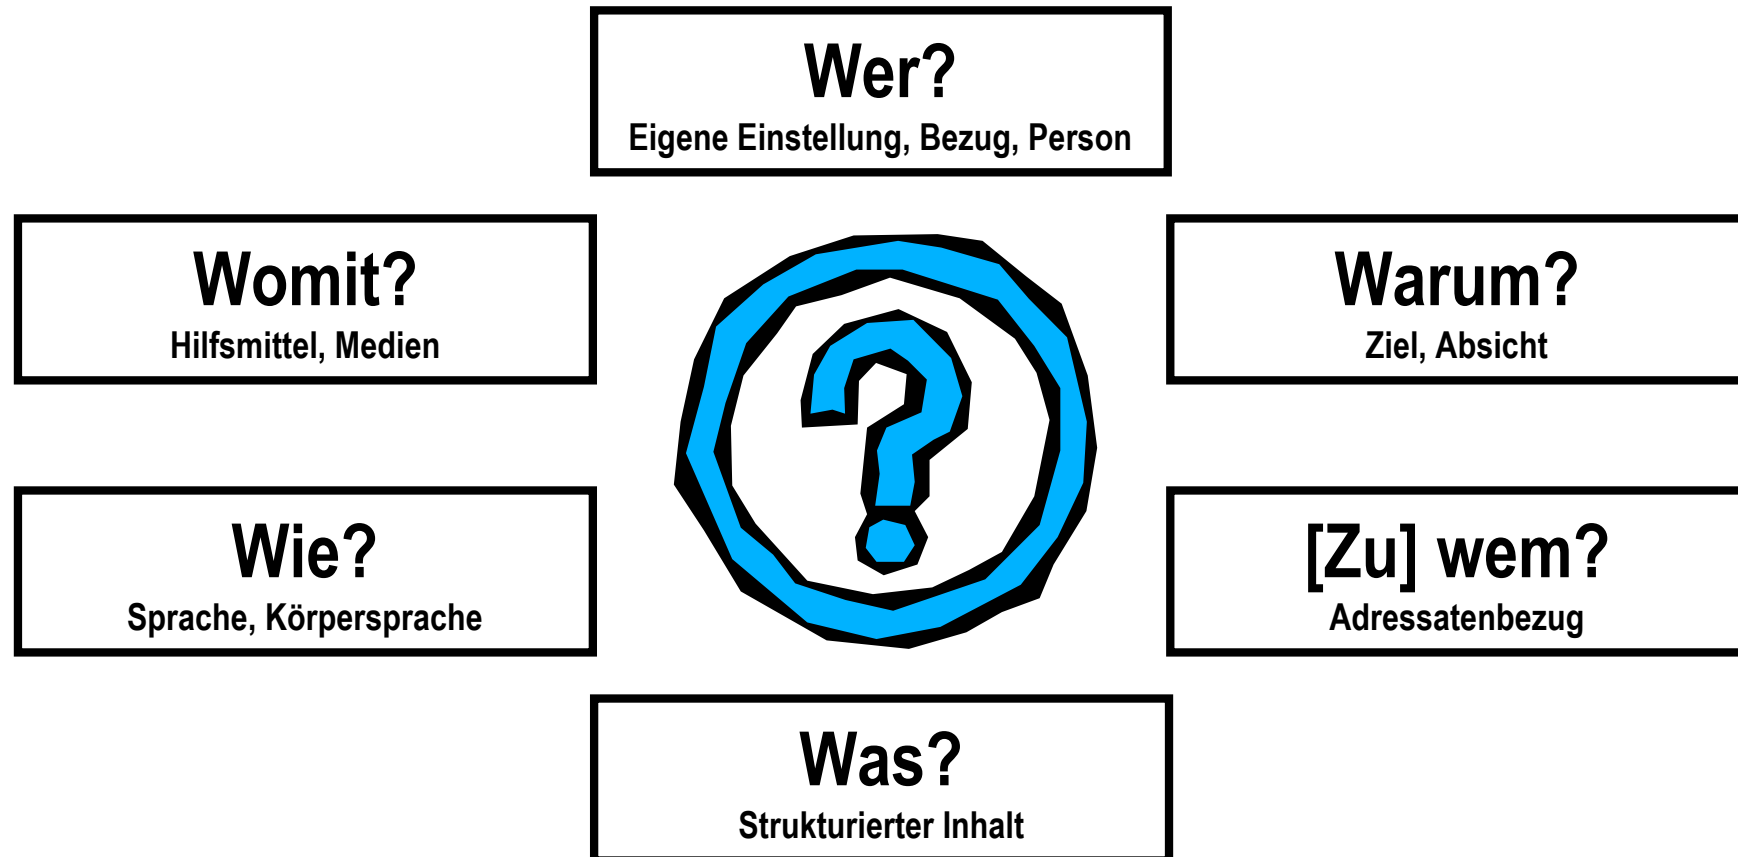 Wer?
Eigene Einstellung, Bezug, Person
Womit?
Hilfsmittel, Medien
Warum?
Ziel, Absicht
?
Wie?
Sprache, Körpersprache
[Zu] wem?
Adressatenbezug
Was?
Strukturierter Inhalt